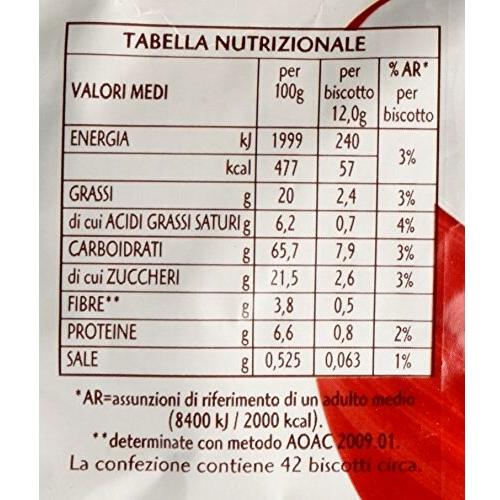 TABELLA NUTRIZIONALE
VALORI MEDI per 100g per biscotto 12,0g %AR* per biscotto
ENERGIA kJ 1999 240 3%
kcal 477 57
GRASSI g 20 2,4 3%
di cui ACIDI GRASSI SATURI g 6,2 0,7 4%
CARBOIDRATI g 65,7 7,9 3%
di cui ZUCCHERI g 21,5 2,6 3%
FIBRE** g 3,8 0,5
PROTEINE g 6,6 0,8 2%
SALE g 0,525 0,063 1%
*AR=assunzioni di riferimento di un adulto medio
(8400 kJ / 2000 kcal).
**determinate con metodo AOAC 2009.01.
La confezione contiene 42 biscotti circa.